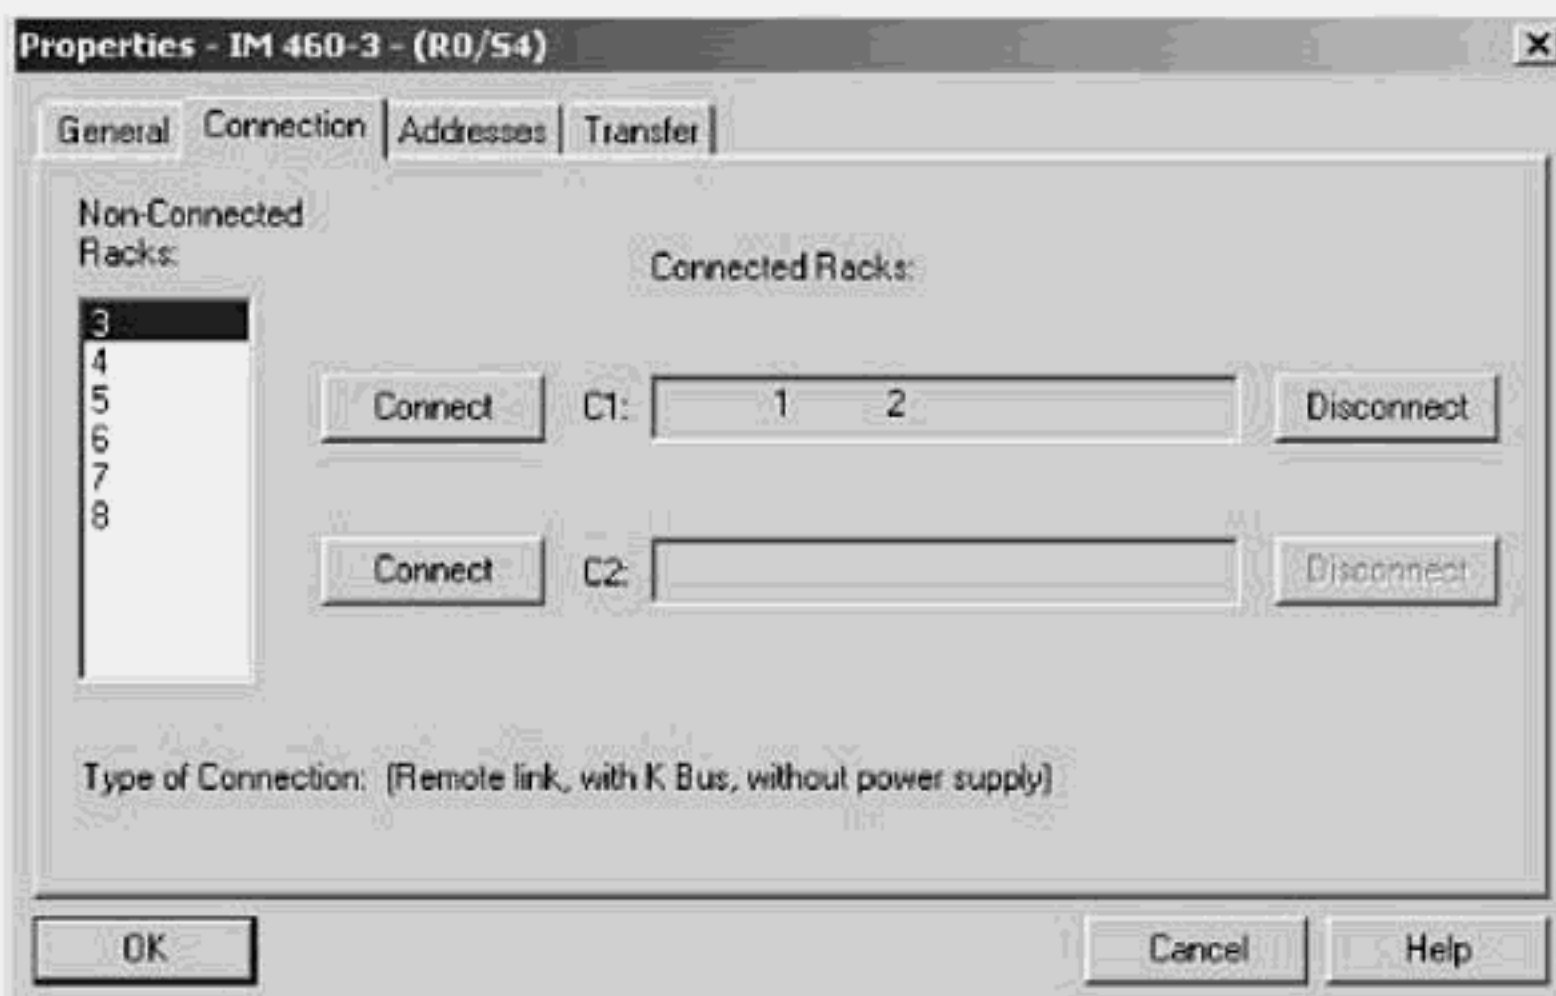 Properties - IM 460-3 - (R0/S4)
General Connection Addresses Transfer
Non-Connected
Racks:
Connected Racks:
3
4
5
6
7
8
Connect C1: 1 2 Disconnect
Connect C2: Disconnect
Type of Connection: (Remote link, with K Bus, without power supply)
OK Cancel Help